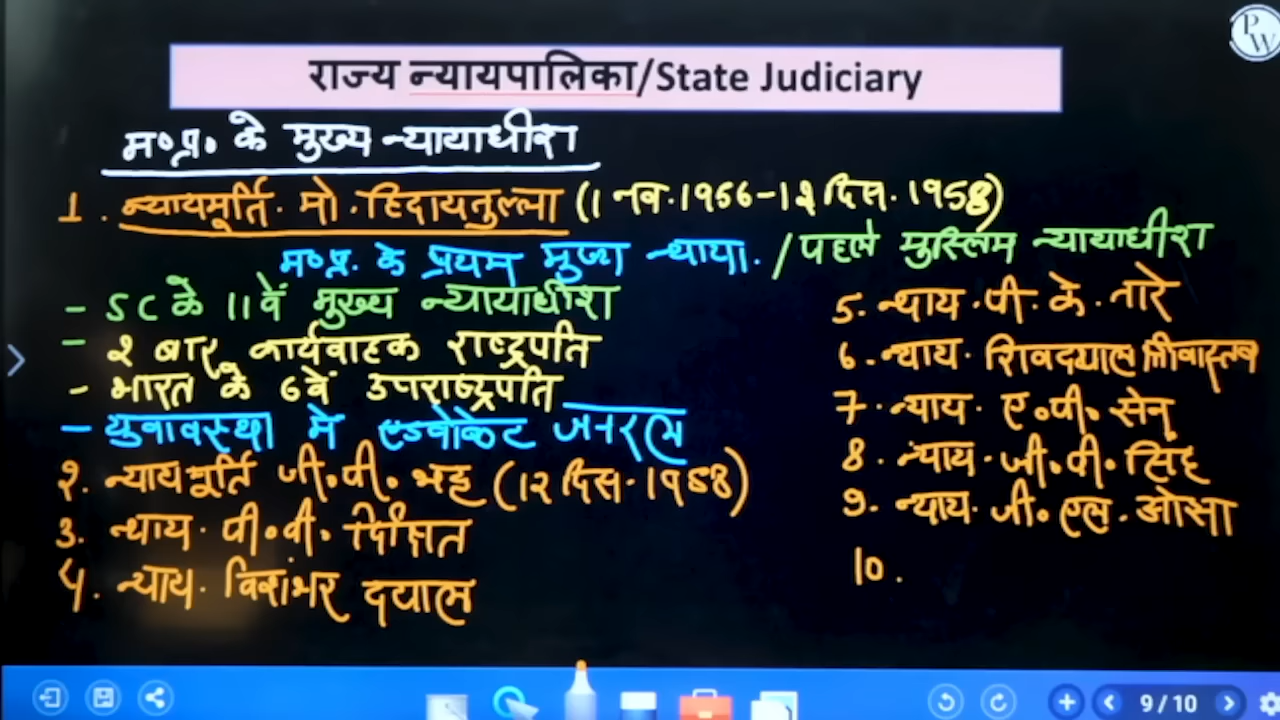 PW
राज्य न्यायपालिका/State Judiciary
म०प्र० के मुख्य न्यायाधीश
1. न्यायमूर्ति. मो. हिदायतुल्ला (1 नव. 1956-12 दिस. 1958)
म०प्र. के प्रथम मुख्य न्याया. / पहले मुस्लिम न्यायाधीश
- SC के 11वें मुख्य न्यायाधीश
- 2 बार कार्यवाहक राष्ट्रपति
- भारत के 6वें उपराष्ट्रपति
- युवावस्था में एडवोकेट जनरल
2. न्यायमूर्ति जी.पी. भट्ट (12 दिस. 1958)
3. न्याय. पी.वी. दीक्षित
4. न्याय. विशंभर दयाल
5. न्याय. पी. के. तारे
6. न्याय. शिवदयाल श्रीवास्तव
7. न्याय. ए.पी. सेन
8. न्याय. जी.पी. सिंह
9. न्याय. जी. एल. ओसा
10.
9 / 10